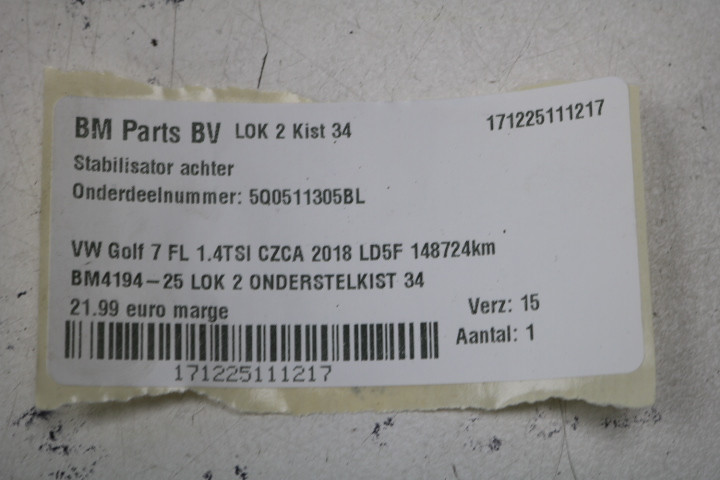 BM Parts BV LOK 2 Kist 34 171225111217
Stabilisator achter
Onderdeelnummer: 5Q0511305BL
VW Golf 7 FL 1.4TSI CZCA 2018 LD5F 148724km
BM4194-25 LOK 2 ONDERSTELKIST 34
21.99 euro marge Verz: 15
Aantal: 1
171225111217